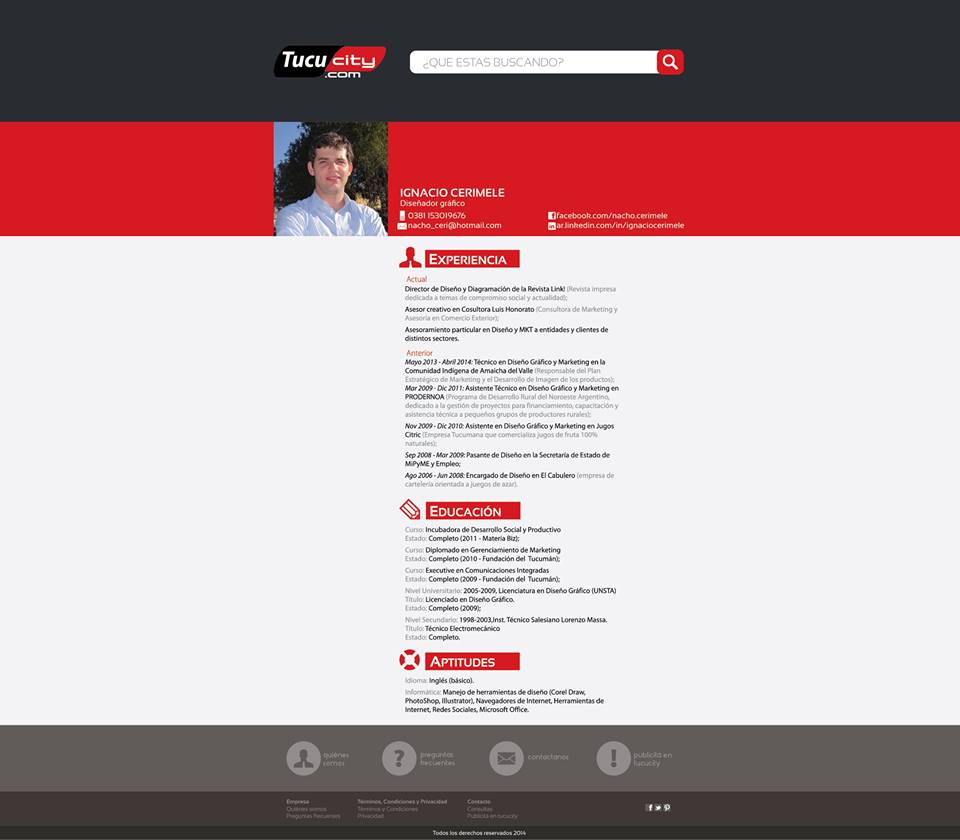 Tucu city
.com
¿QUE ESTAS BUSCANDO?
IGNACIO CERIMELE
Diseñador gráfico
0381 153019676
nacho_ceri@hotmail.com
facebook.com/nacho.cerimele
ar.linkedin.com/in/ignaciocerimele
EXPERIENCIA
Actual
Director de Diseño y Diagramación de la Revista Link! (Revista impresa
dedicada a temas de compromiso social y actualidad);
Asesor creativo en Cosultora Luis Honorato (Consultora de Marketing y
Asesoría en Comercio Exterior);
Asesoramiento particular en Diseño y MKT a entidades y clientes de
distintos sectores.
Anterior
Mayo 2013 - Abril 2014: Técnico en Diseño Gráfico y Marketing en la
Comunidad Indígena de Amaicha del Valle (Responsable del Plan
Estratégico de Marketing y el Desarrollo de Imagen de los productos);
Mar 2009 - Dic 2011: Asistente Técnico en Diseño Gráfico y Marketing en
PRODERNOA (Programa de Desarrollo Rural del Noroeste Argentino,
dedicado a la gestión de proyectos para financiamiento, capacitación y
asistencia técnica a pequeños grupos de productores rurales);
Nov 2009 - Dic 2010: Asistente en Diseño Gráfico y Marketing en Jugos
Citric (Empresa Tucumana que comercializa jugos de fruta 100%
naturales);
Sep 2008 - Mar 2009: Pasante de Diseño en la Secretaría de Estado de
MiPyME y Empleo;
Ago 2006 - Jun 2008: Encargado de Diseño en El Cabulero (empresa de
cartelería orientada a juegos de azar).
EDUCACIÓN
Curso: Incubadora de Desarrollo Social y Productivo
Estado: Completo (2011 - Materia Biz);
Curso: Diplomado en Gerenciamiento de Marketing
Estado: Completo (2010 - Fundación del Tucumán);
Curso: Executive en Comunicaciones Integradas
Estado: Completo (2009 - Fundación del Tucumán);
Nivel Universitario: 2005-2009, Licenciatura en Diseño Gráfico (UNSTA)
Título: Licenciado en Diseño Gráfico.
Estado: Completo (2009);
Nivel Secundario: 1998-2003,Inst. Técnico Salesiano Lorenzo Massa.
Título: Técnico Electromecánico
Estado: Completo.
APTITUDES
Idioma: Inglés (básico).
Informática: Manejo de herramientas de diseño (Corel Draw,
PhotoShop, Illustrator), Navegadores de Internet, Herramientas de
Internet, Redes Sociales, Microsoft Office.
quiénes
somos
preguntas
frecuentes
contactanos
publicitá en
tucucity
Empresa
Quiénes somos
Preguntas frecuentes
Términos, Condiciones y Privacidad
Términos y Condiciones
Privacidad
Contacto
Consultas
Publicitá en tucucity
Todos los derechos reservados 2014